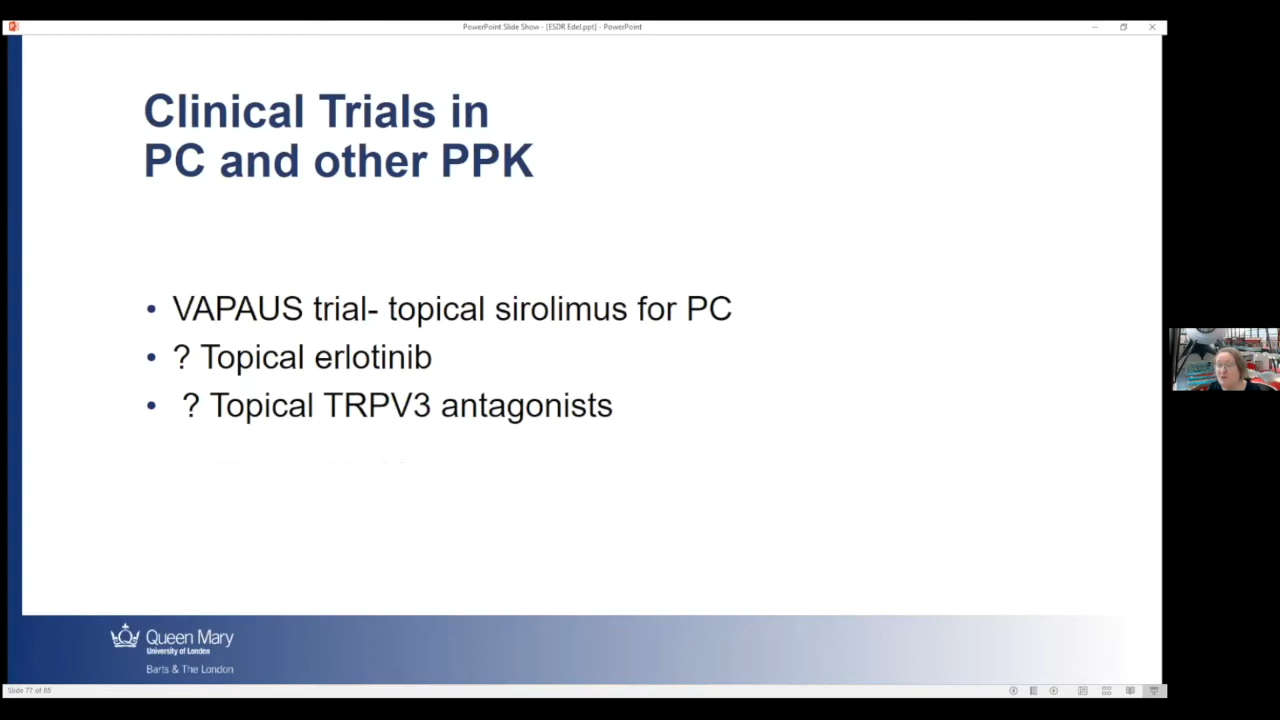 PowerPoint Slide Show - [ESDR Edel.ppt] - PowerPoint
Clinical Trials in
PC and other PPK
• VAPAUS trial- topical sirolimus for PC
• ? Topical erlotinib
• ? Topical TRPV3 antagonists
Queen Mary
University of London
Barts & The London
Slide 77 of 85